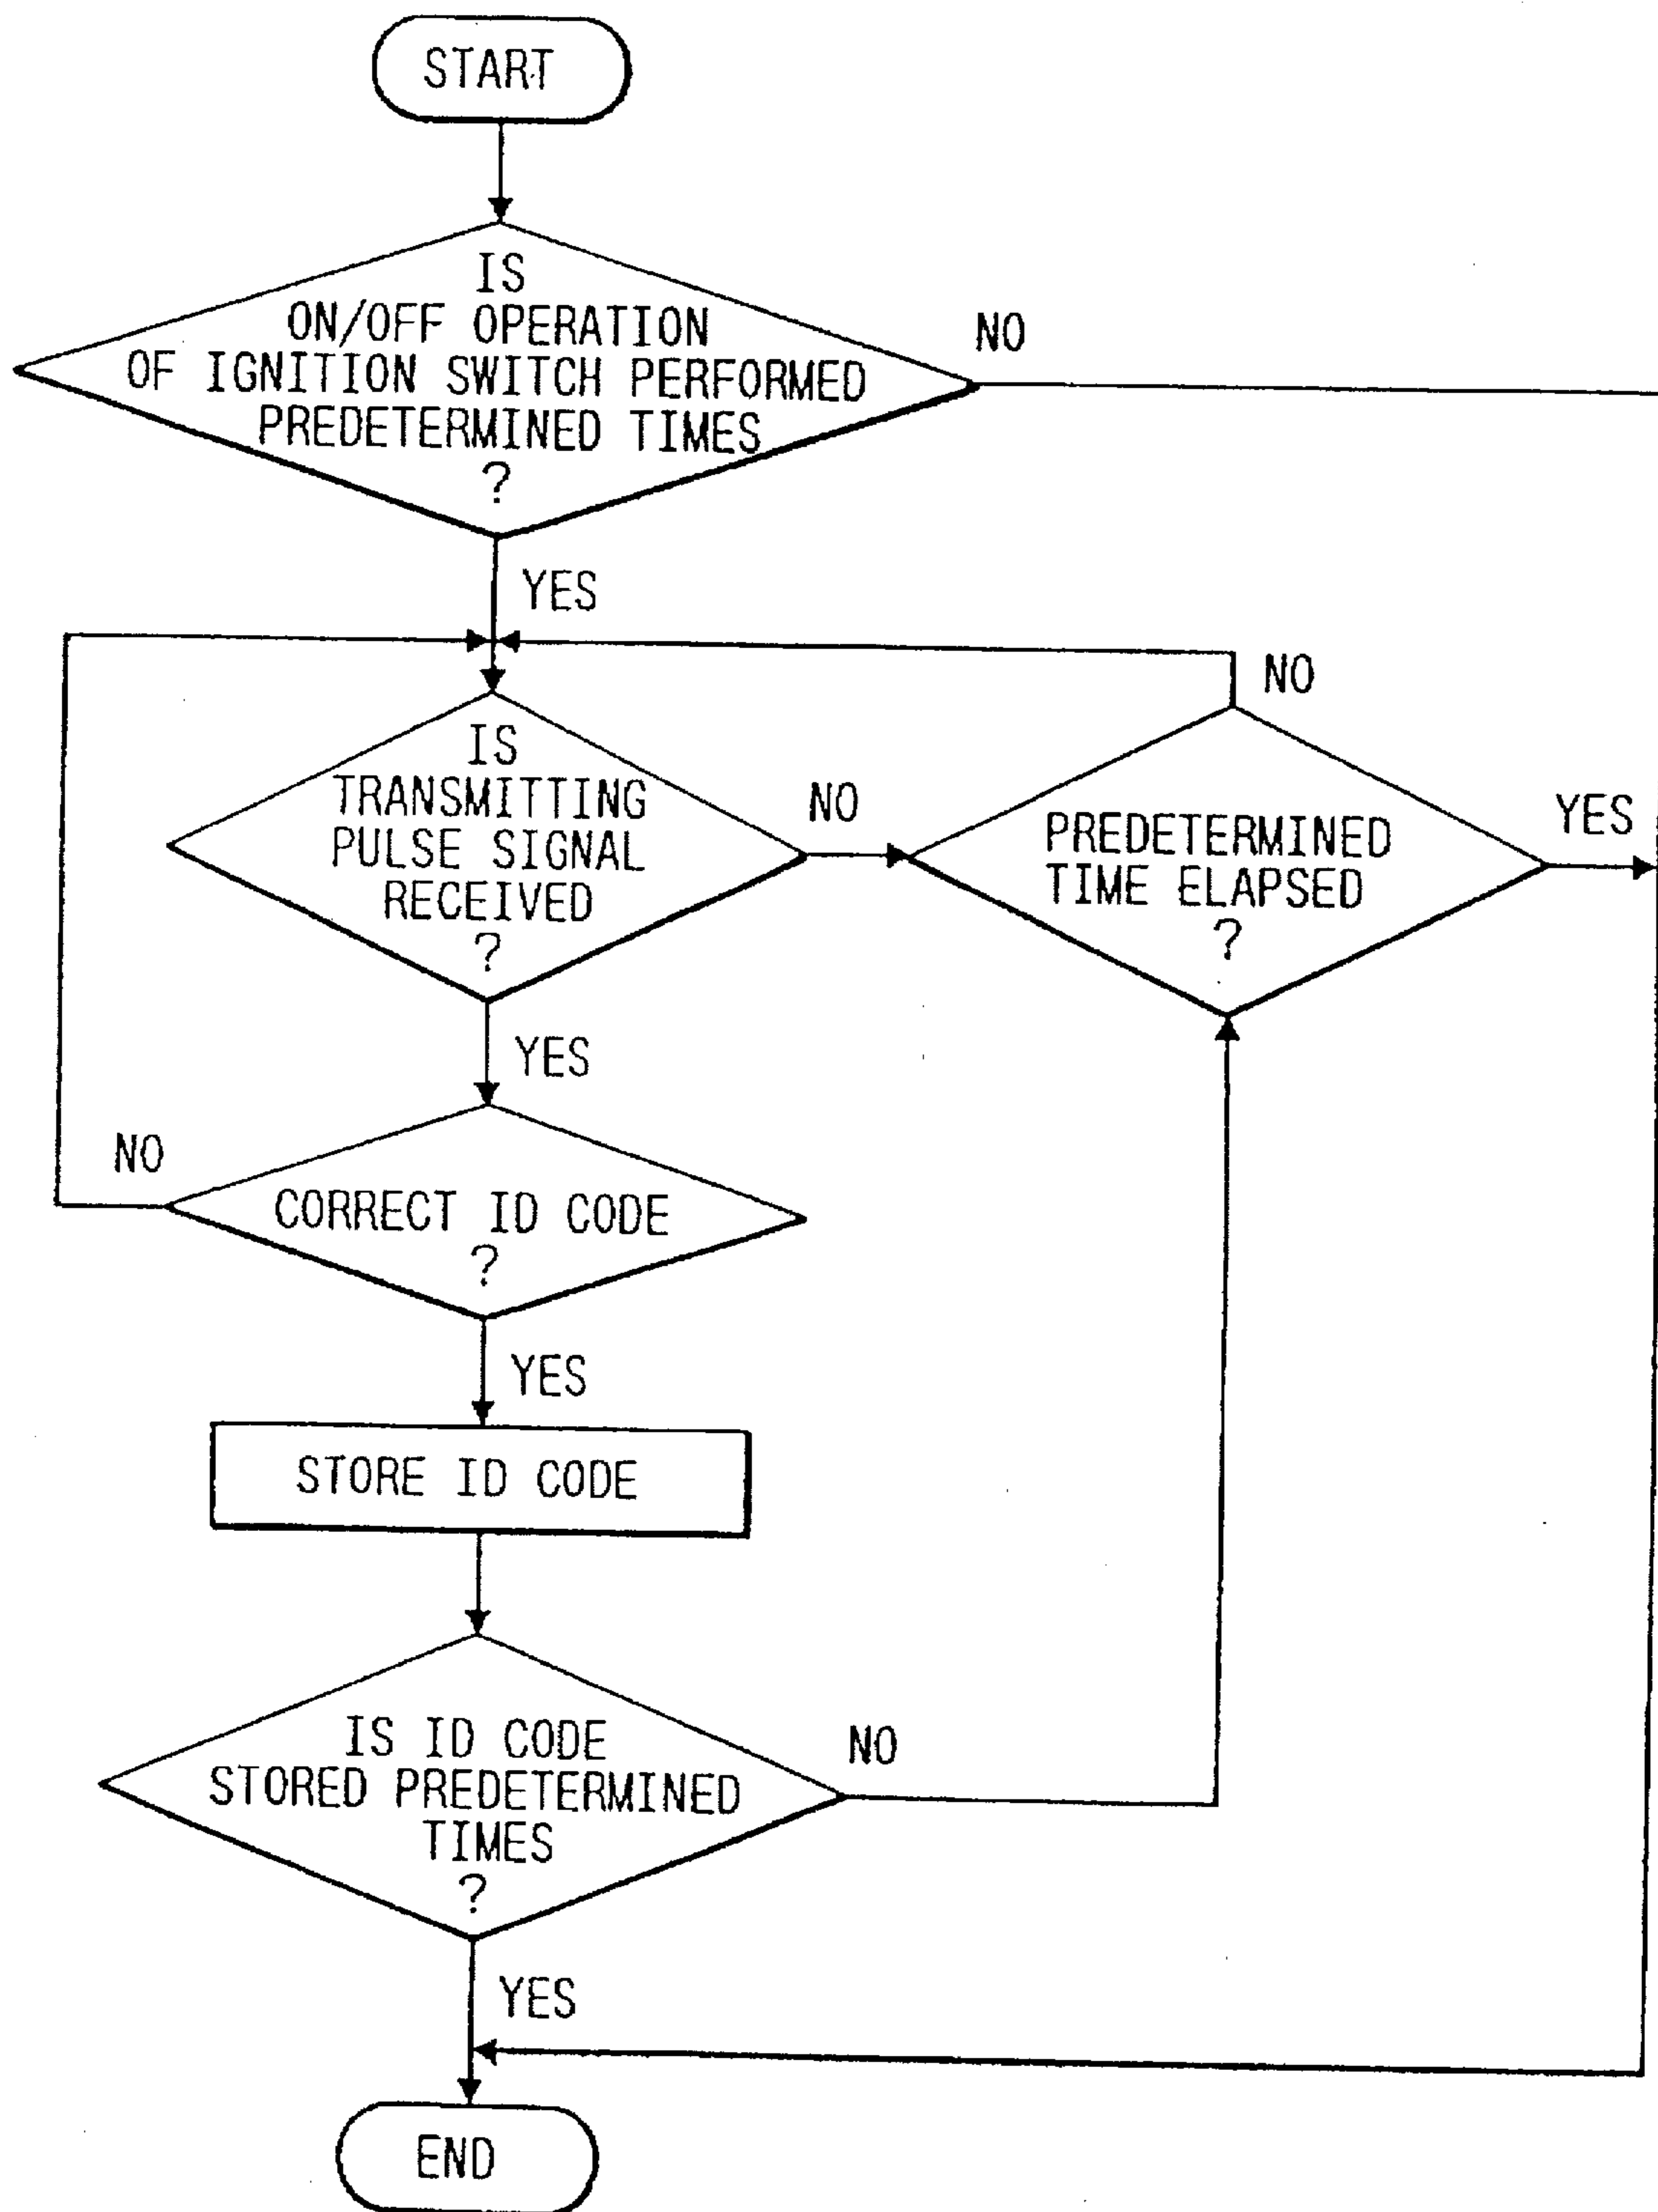 START
IS
ON/OFF OPERATION
OF IGNITION SWITCH PERFORMED
PREDETERMINED TIMES
?
NO
YES
NO
IS
TRANSMITTING
PULSE SIGNAL
RECEIVED
?
NO
PREDETERMINED
TIME ELAPSED
?
YES
YES
NO
CORRECT ID CODE
?
YES
STORE ID CODE
IS ID CODE
STORED PREDETERMINED
TIMES
?
NO
YES
END